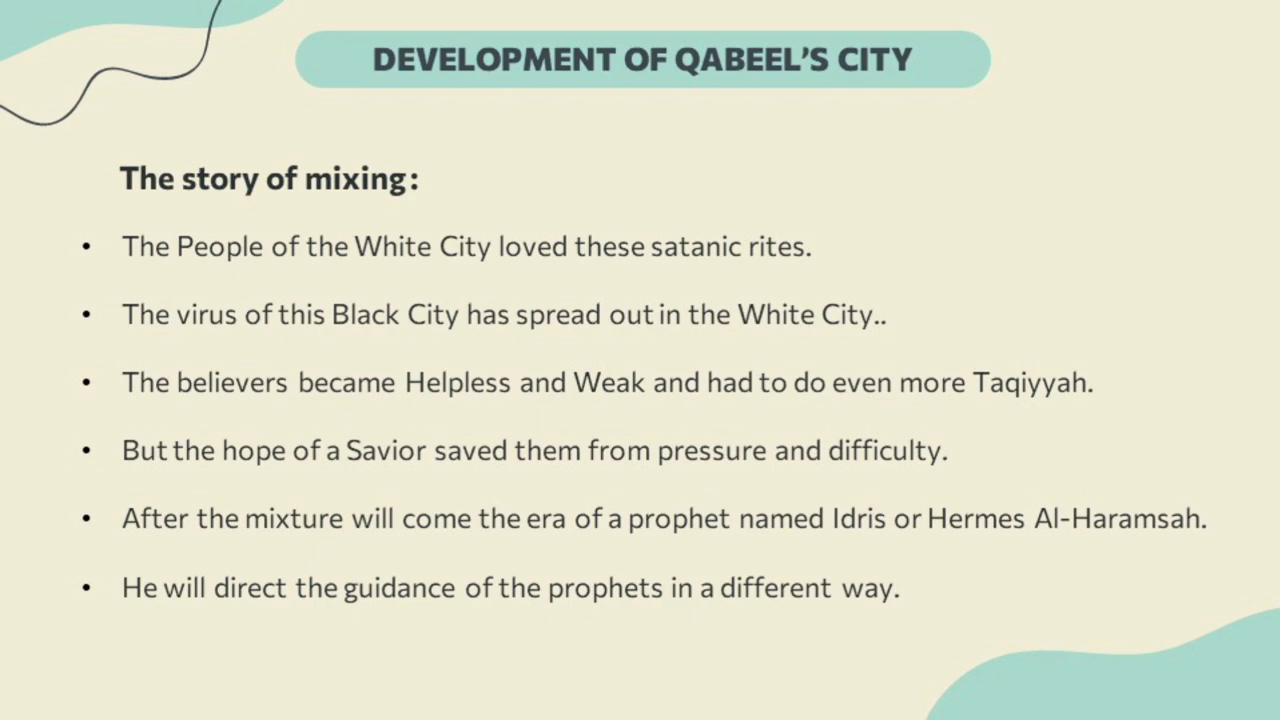 DEVELOPMENT OF QABEEL'S CITY
The story of mixing:
• The People of the White City loved these satanic rites.
• The virus of this Black City has spread out in the White City..
• The believers became Helpless and Weak and had to do even more Taqiyyah.
• But the hope of a Savior saved them from pressure and difficulty.
• After the mixture will come the era of a prophet named Idris or Hermes Al-Haramsah.
• He will direct the guidance of the prophets in a different way.